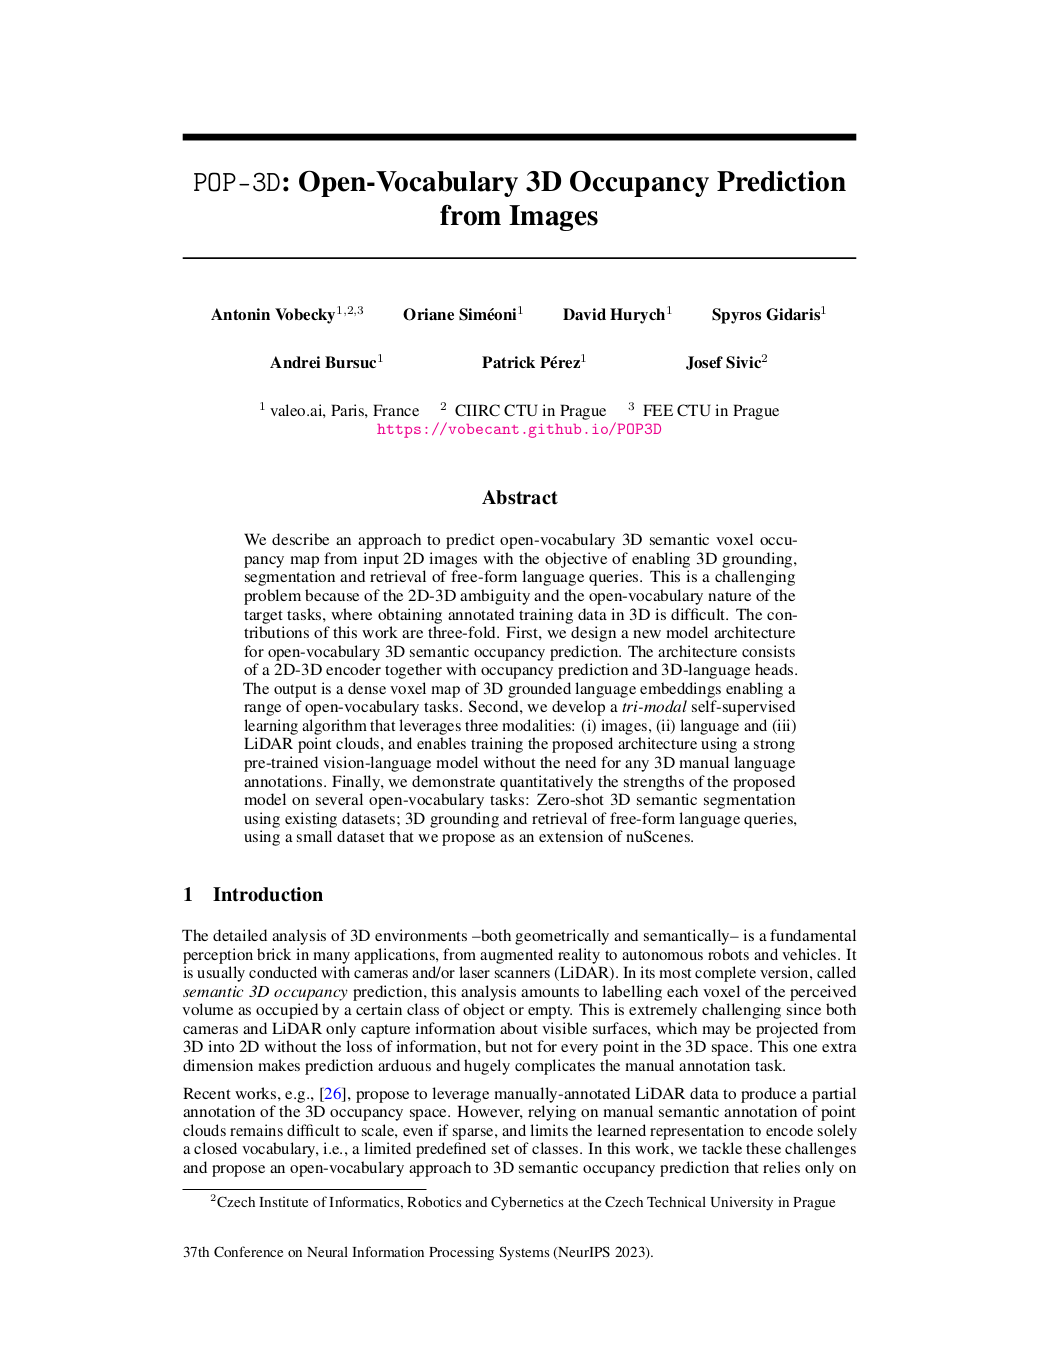 POP-3D: Open-Vocabulary 3D Occupancy Prediction
from Images
Antonin Vobecky1,2,3 Oriane Siméoni1 David Hurych1 Spyros Gidaris1
Andrei Bursuc1 Patrick Pérez1 Josef Sivic2
1 valeo.ai, Paris, France 2 CIIRC CTU in Prague 3 FEE CTU in Prague
https://vobecant.github.io/POP3D
Abstract
We describe an approach to predict open-vocabulary 3D semantic voxel occu-
pancy map from input 2D images with the objective of enabling 3D grounding,
segmentation and retrieval of free-form language queries. This is a challenging
problem because of the 2D-3D ambiguity and the open-vocabulary nature of the
target tasks, where obtaining annotated training data in 3D is difficult. The con-
tributions of this work are three-fold. First, we design a new model architecture
for open-vocabulary 3D semantic occupancy prediction. The architecture consists
of a 2D-3D encoder together with occupancy prediction and 3D-language heads.
The output is a dense voxel map of 3D grounded language embeddings enabling a
range of open-vocabulary tasks. Second, we develop a tri-modal self-supervised
learning algorithm that leverages three modalities: (i) images, (ii) language and (iii)
LiDAR point clouds, and enables training the proposed architecture using a strong
pre-trained vision-language model without the need for any 3D manual language
annotations. Finally, we demonstrate quantitatively the strengths of the proposed
model on several open-vocabulary tasks: Zero-shot 3D semantic segmentation
using existing datasets; 3D grounding and retrieval of free-form language queries,
using a small dataset that we propose as an extension of nuScenes.
1 Introduction
The detailed analysis of 3D environments –both geometrically and semantically– is a fundamental
perception brick in many applications, from augmented reality to autonomous robots and vehicles. It
is usually conducted with cameras and/or laser scanners (LiDAR). In its most complete version, called
semantic 3D occupancy prediction, this analysis amounts to labelling each voxel of the perceived
volume as occupied by a certain class of object or empty. This is extremely challenging since both
cameras and LiDAR only capture information about visible surfaces, which may be projected from
3D into 2D without the loss of information, but not for every point in the 3D space. This one extra
dimension makes prediction arduous and hugely complicates the manual annotation task.
Recent works, e.g., [26], propose to leverage manually-annotated LiDAR data to produce a partial
annotation of the 3D occupancy space. However, relying on manual semantic annotation of point
clouds remains difficult to scale, even if sparse, and limits the learned representation to encode solely
a closed vocabulary, i.e., a limited predefined set of classes. In this work, we tackle these challenges
and propose an open-vocabulary approach to 3D semantic occupancy prediction that relies only on
2Czech Institute of Informatics, Robotics and Cybernetics at the Czech Technical University in Prague
37th Conference on Neural Information Processing Systems (NeurIPS 2023).